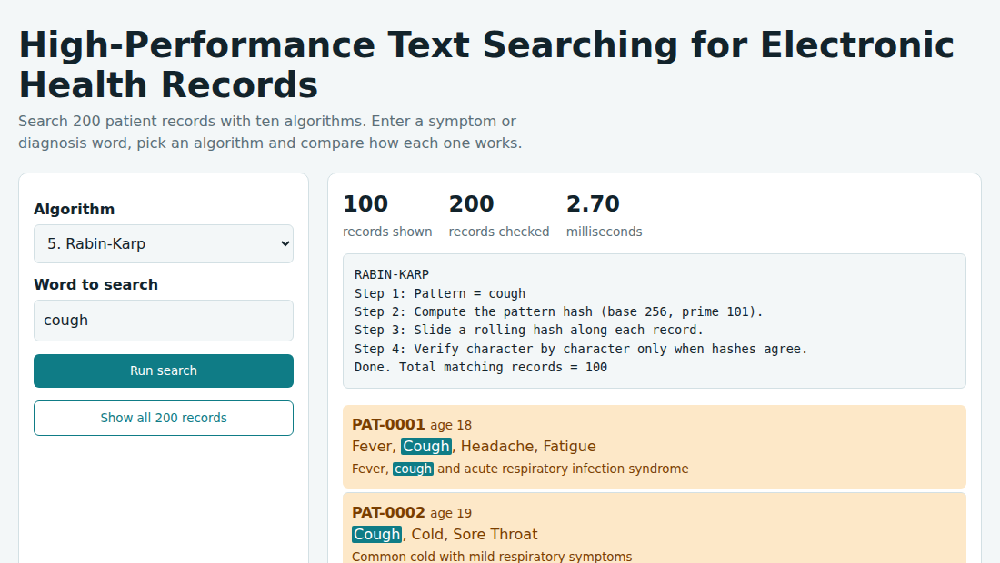 High-Performance Text Searching for Electronic
Health Records
Search 200 patient records with ten algorithms. Enter a symptom or
diagnosis word, pick an algorithm and compare how each one works.
Algorithm
5. Rabin-Karp
Word to search
cough
Run search
Show all 200 records
100 200 2.70
records shown records checked milliseconds
RABIN-KARP
Step 1: Pattern = cough
Step 2: Compute the pattern hash (base 256, prime 101).
Step 3: Slide a rolling hash along each record.
Step 4: Verify character by character only when hashes agree.
Done. Total matching records = 100
PAT-0001 age 18
Fever, Cough, Headache, Fatigue
Fever, cough and acute respiratory infection syndrome
PAT-0002 age 19
Cough, Cold, Sore Throat
Common cold with mild respiratory symptoms